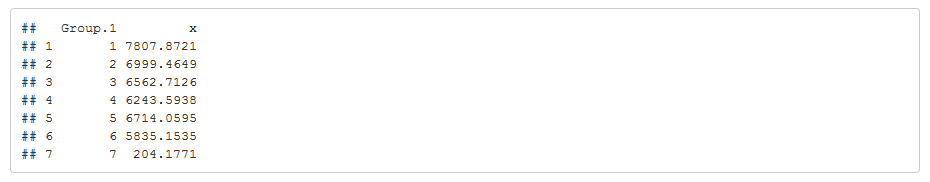 ##   Group.1         x
## 1       1 7807.8721
## 2       2 6999.4649
## 3       3 6562.7126
## 4       4 6243.5938
## 5       5 6714.0595
## 6       6 5835.1535
## 7       7  204.1771